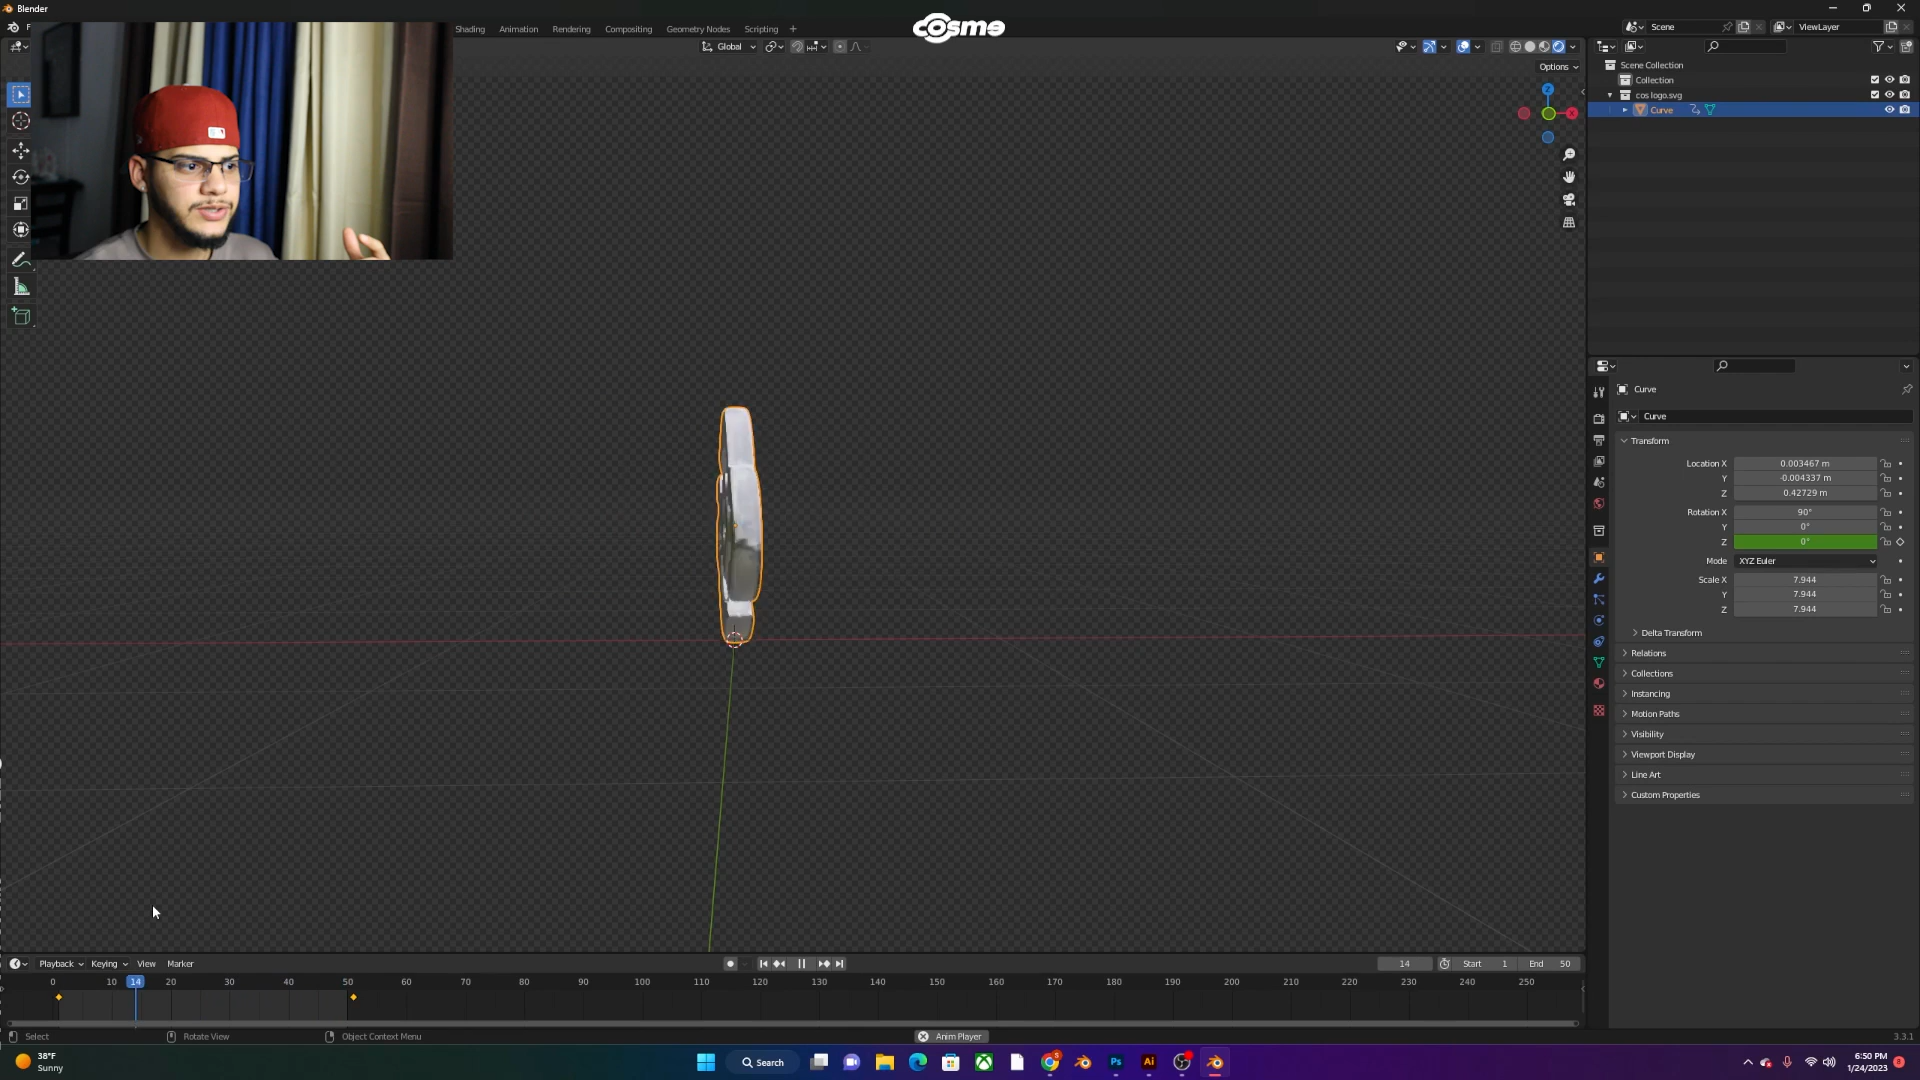 Blender
Shading Animation Rendering Compositing Geometry Nodes Scripting +
cosmo
Scene
ViewLayer
Global
Options
Z
X
Scene Collection
Collection
cos logo.svg
Curve
Curve
Curve
Transform
Location X 0.003467 m
Y -0.004337 m
Z 0.42729 m
Rotation X 90°
Y 0°
Z 0°
Mode XYZ Euler
Scale X 7.944
Y 7.944
Z 7.944
Delta Transform
Relations
Collections
Instancing
Motion Paths
Visibility
Viewport Display
Line Art
Custom Properties
Playback Keying View Marker
14 Start 1 End 50
0 10 14 20 30 40 50 60 70 80 90 100 110 120 130 140 150 160 170 180 190 200 210 220 230 240 250
Select Rotate View Object Context Menu Anim Player 3.3.1
38°F
Sunny
Search
Ps
Ai
6:50 PM
1/24/2023
8